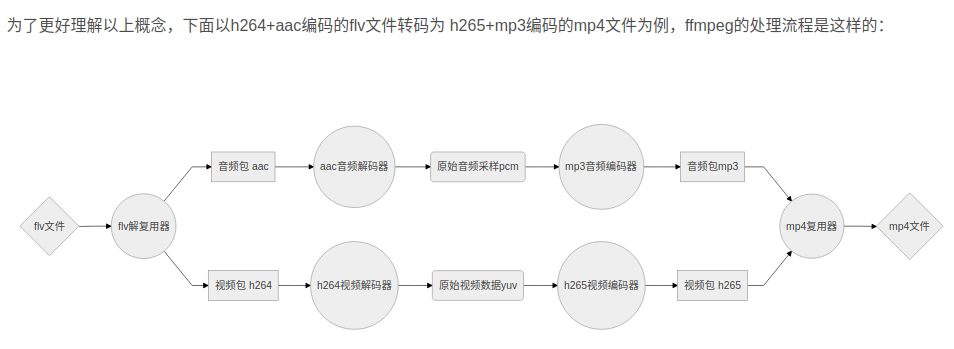 为了更好理解以上概念，下面以h264+aac编码的flv文件转码为 h265+mp3编码的mp4文件为例，ffmpeg的处理流程是这样的：
音频包 aac
aac音频解码器
原始音频采样pcm
mp3音频编码器
音频包mp3
flv文件
flv解复用器
mp4复用器
mp4文件
视频包 h264
h264视频解码器
原始视频数据yuv
h265视频编码器
视频包 h265